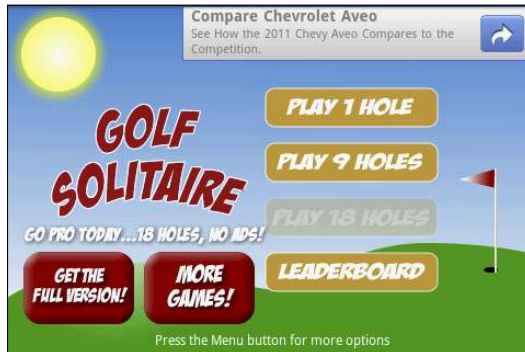 Compare Chevrolet Aveo
See How the 2011 Chevy Aveo Compares to the
Competition.
GOLF
SOLITAIRE
GO PRO TODAY...18 HOLES, NO ADS!
GET THE
FULL VERSION!
MORE
GAMES!
PLAY 1 HOLE
PLAY 9 HOLES
PLAY 18 HOLES
LEADERBOARD
Press the Menu button for more options